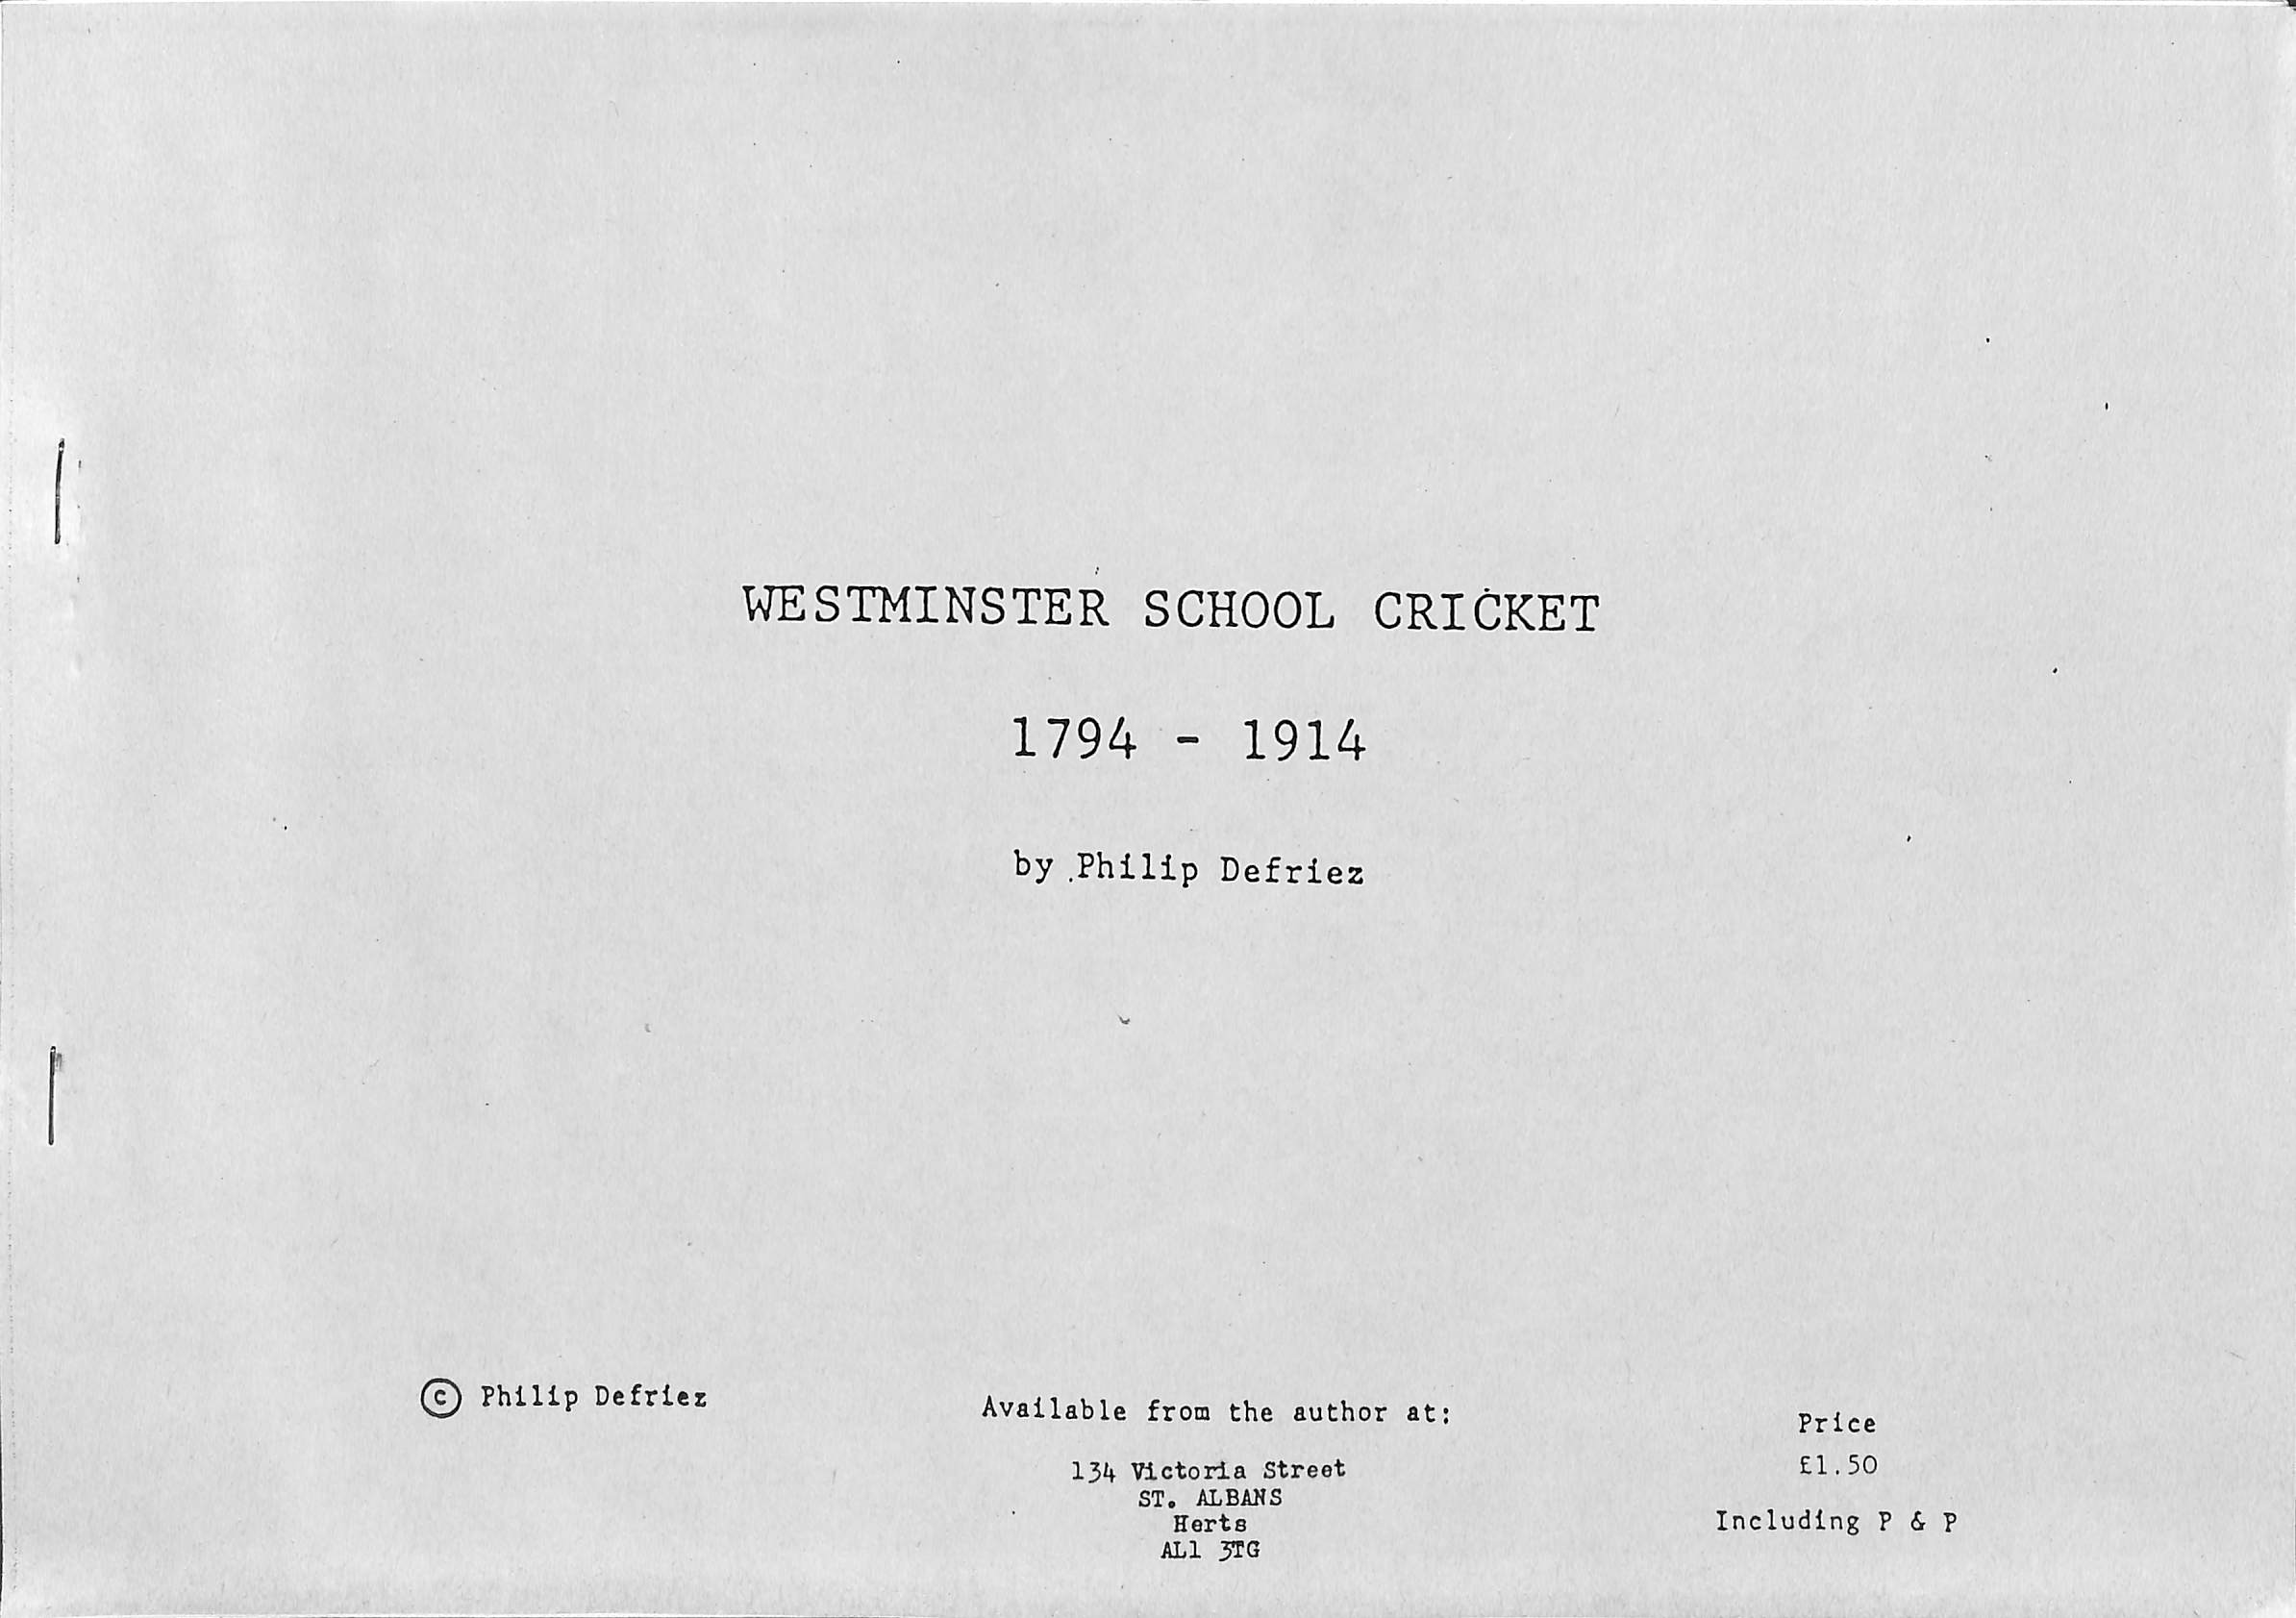 WESTMINSTER SCHOOL CRICKET
1794 - 1914
by Philip Defriez
© Philip Defriez
Available from the author at:
134 Victoria Street
ST. ALBANS
Herts
AL1 3TG
Price
£1.50
Including P & P